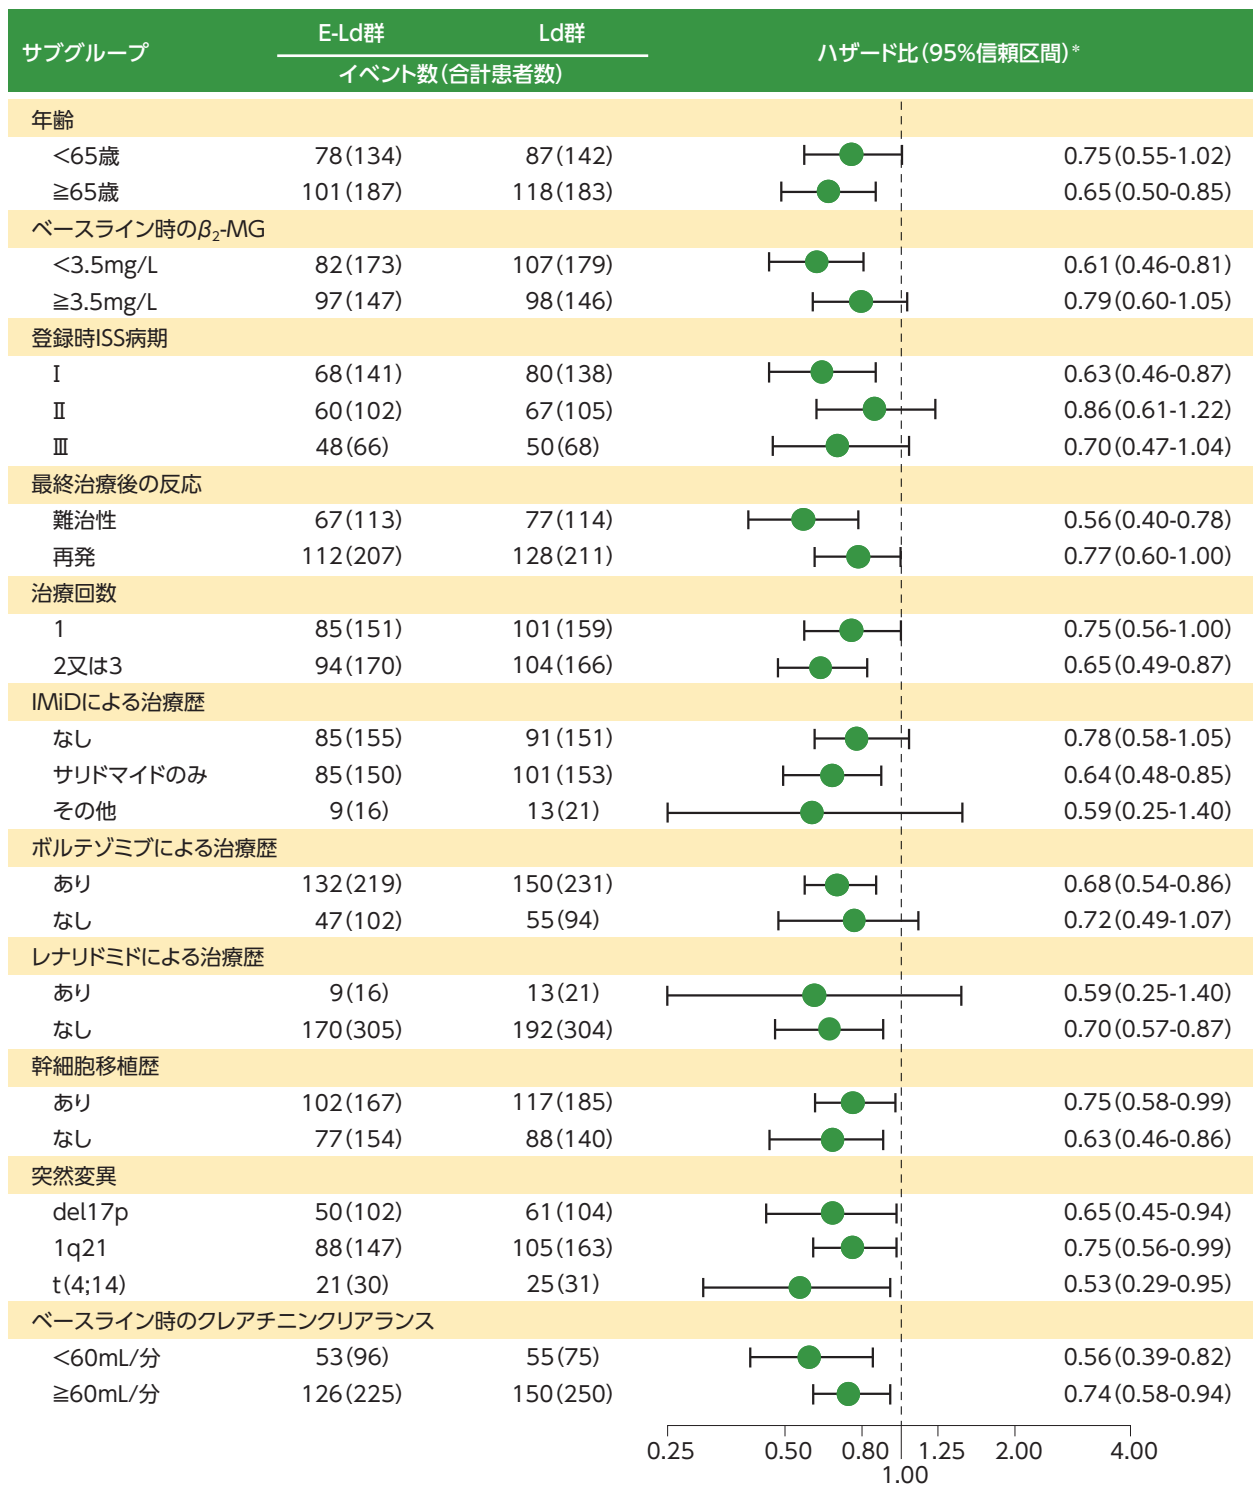 サブグループ E-Ld群 Ld群 ハザード比(95%信頼区間)*
イベント数(合計患者数)
年齢
<65歳 78(134) 87(142) 0.75(0.55-1.02)
≧65歳 101(187) 118(183) 0.65(0.50-0.85)
ベースライン時のβ₂-MG
<3.5mg/L 82(173) 107(179) 0.61(0.46-0.81)
≧3.5mg/L 97(147) 98(146) 0.79(0.60-1.05)
登録時ISS病期
Ⅰ 68(141) 80(138) 0.63(0.46-0.87)
Ⅱ 60(102) 67(105) 0.86(0.61-1.22)
Ⅲ 48(66) 50(68) 0.70(0.47-1.04)
最終治療後の反応
難治性 67(113) 77(114) 0.56(0.40-0.78)
再発 112(207) 128(211) 0.77(0.60-1.00)
治療回数
1 85(151) 101(159) 0.75(0.56-1.00)
2又は3 94(170) 104(166) 0.65(0.49-0.87)
IMiDによる治療歴
なし 85(155) 91(151) 0.78(0.58-1.05)
サリドマイドのみ 85(150) 101(153) 0.64(0.48-0.85)
その他 9(16) 13(21) 0.59(0.25-1.40)
ボルテゾミブによる治療歴
あり 132(219) 150(231) 0.68(0.54-0.86)
なし 47(102) 55(94) 0.72(0.49-1.07)
レナリドミドによる治療歴
あり 9(16) 13(21) 0.59(0.25-1.40)
なし 170(305) 192(304) 0.70(0.57-0.87)
幹細胞移植歴
あり 102(167) 117(185) 0.75(0.58-0.99)
なし 77(154) 88(140) 0.63(0.46-0.86)
突然変異
del17p 50(102) 61(104) 0.65(0.45-0.94)
1q21 88(147) 105(163) 0.75(0.56-0.99)
t(4;14) 21(30) 25(31) 0.53(0.29-0.95)
ベースライン時のクレアチニンクリアランス
<60mL/分 53(96) 55(75) 0.56(0.39-0.82)
≧60mL/分 126(225) 150(250) 0.74(0.58-0.94)
0.25 0.50 0.80 1.25 2.00 4.00
1.00